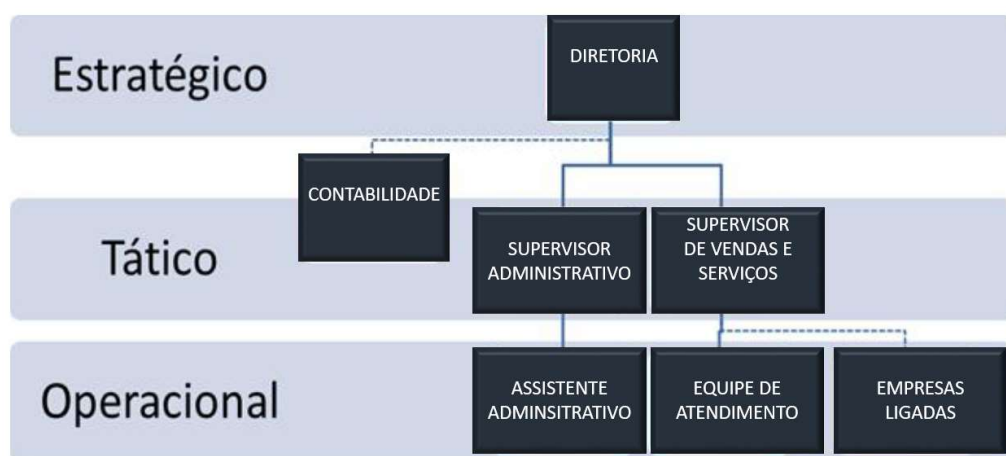 Estratégico
DIRETORIA
CONTABILIDADE
Tático
SUPERVISOR
ADMINISTRATIVO
SUPERVISOR
DE VENDAS E
SERVIÇOS
Operacional
ASSISTENTE
ADMINSITRATIVO
EQUIPE DE
ATENDIMENTO
EMPRESAS
LIGADAS